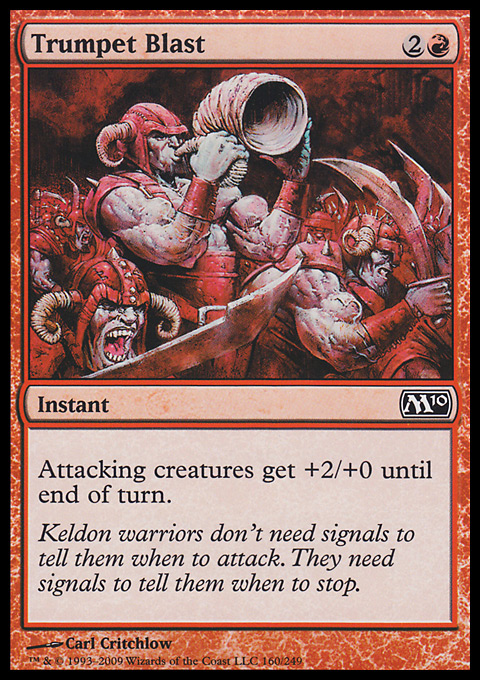 Trumpet Blast 2
Instant
M10
Attacking creatures get +2/+0 until
end of turn.
Keldon warriors don't need signals to
tell them when to attack. They need
signals to tell them when to stop.
Carl Critchlow
™ & © 1993–2009 Wizards of the Coast LLC 160/249